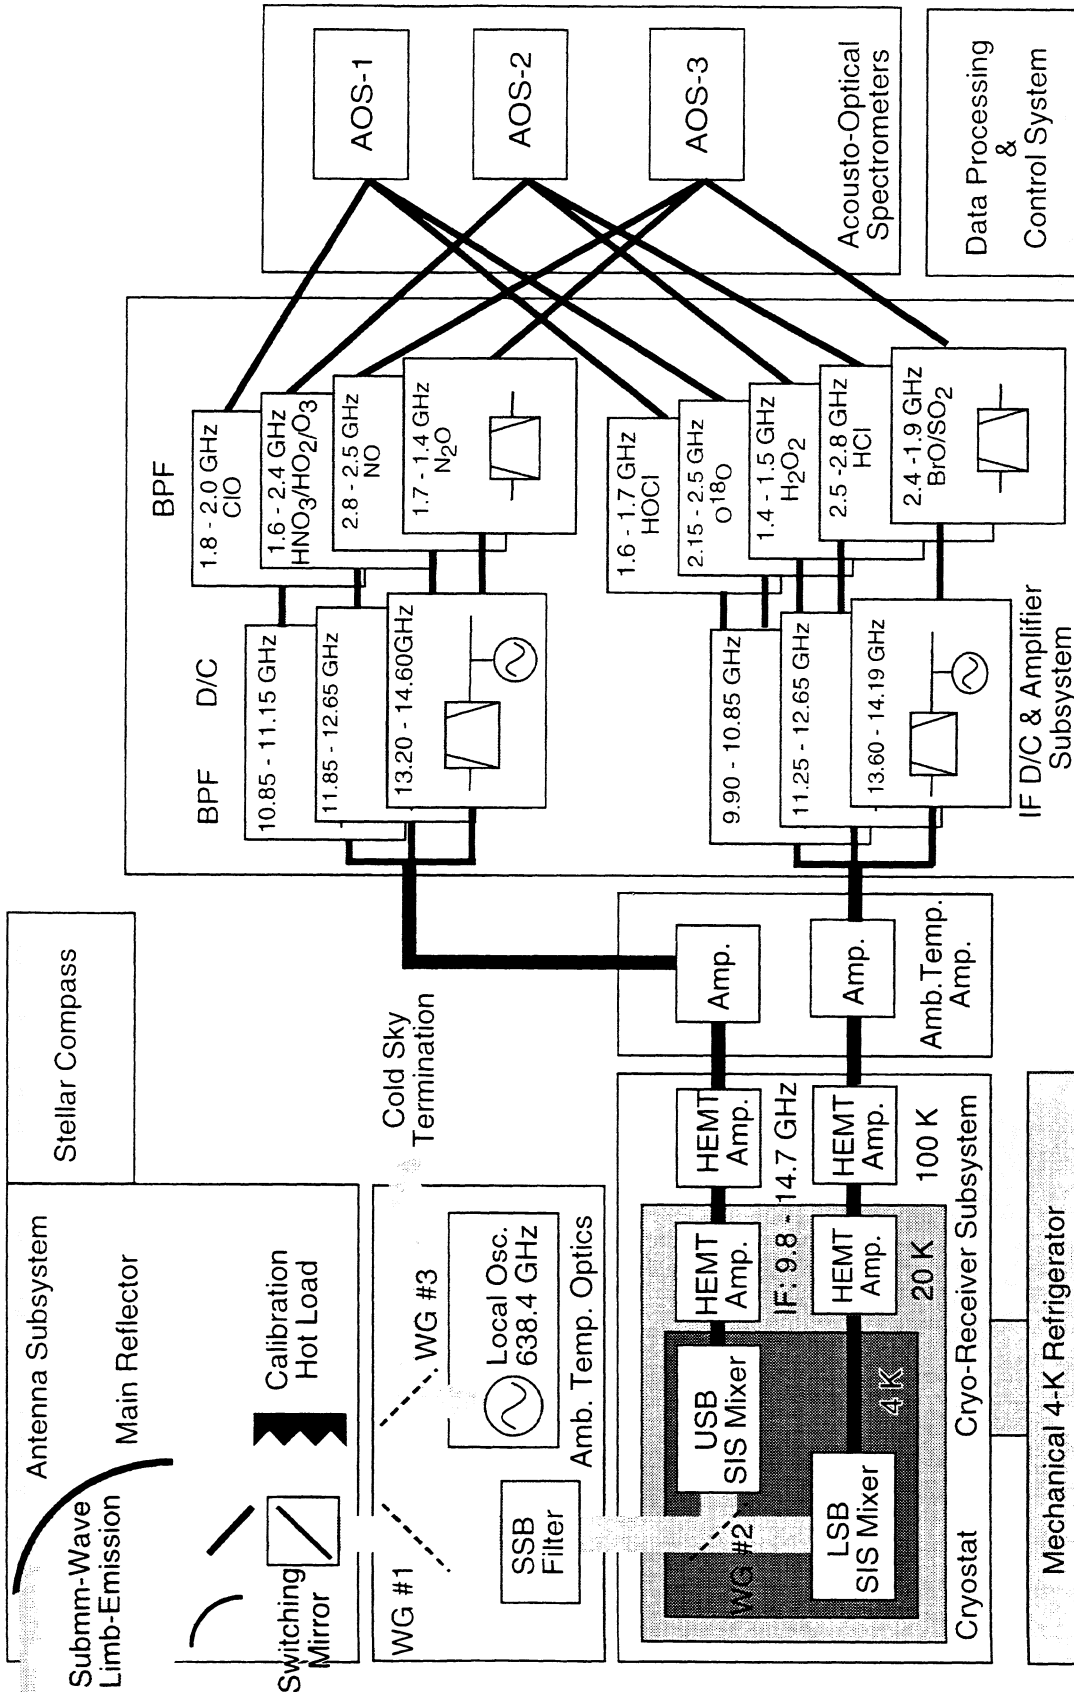 Antenna Subsystem
Stellar Compass
Submm-Wave
Limb-Emission
Main Reflector
Switching
Mirror
Calibration
Hot Load
WG #1
WG #3
Cold Sky
Termination
SSB
Filter
Local Osc.
638.4 GHz
Amb. Temp. Optics
USB
SIS Mixer
WG #2
LSB
SIS Mixer
4 K
HEMT
Amp.
HEMT
Amp.
IF: 9.8 - 14.7 GHz
HEMT
Amp.
HEMT
Amp.
20 K
100 K
Cryostat
Cryo-Receiver Subsystem
Mechanical 4-K Refrigerator
Amp.
Amp.
Amb.Temp.
Amp.
BPF
D/C
BPF
10.85 - 11.15 GHz
11.85 - 12.65 GHz
13.20 - 14.60GHz
1.8 - 2.0 GHz
ClO
1.6 - 2.4 GHz
HNO3/HO2/O3
2.8 - 2.5 GHz
NO
1.7 - 1.4 GHz
N2O
9.90 - 10.85 GHz
11.25 - 12.65 GHz
13.60 - 14.19 GHz
1.6 - 1.7 GHz
HOCl
2.15 - 2.5 GHz
O18O
1.4 - 1.5 GHz
H2O2
2.5 -2.8 GHz
HCl
2.4 -1.9 GHz
BrO/SO2
IF D/C & Amplifier
Subsystem
AOS-1
AOS-2
AOS-3
Acousto-Optical
Spectrometers
Data Processing
&
Control System